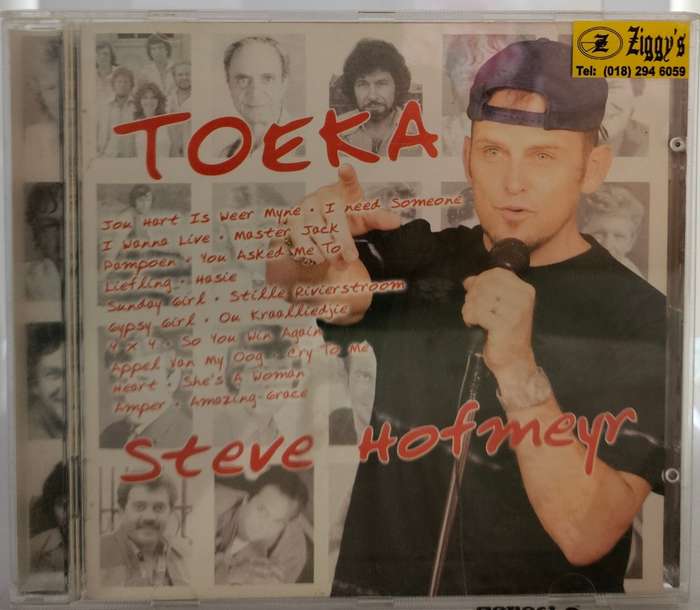 Ziggy's
Tel: (018) 294 6059
TOEKA
Jou Hart Is Weer Myne • I need Someone
I Wanna Live • Master Jack
Pampoen • You Asked Me To
Liefling • Hasie
Sunday Girl • Stille Rivierstroom
Gypsy Girl • Ou Kraalliedjie
4 x 4 • So You Win Again
Appel Van My Oog • Cry To Me
Heart • She's A Woman
Amper • Amazing Grace
Steve Hofmeyr